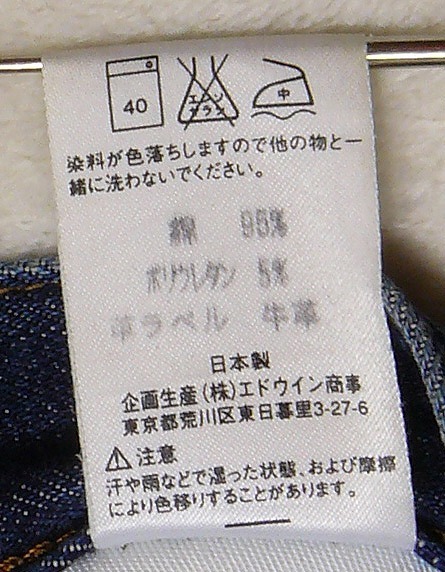 40
エンソ
サラシ
中
染料が色落ちしますので他の物と一
緒に洗わないでください。
綿 95%
ポリウレタン 5%
革ラベル 牛革
日本製
企画生産(株)エドウイン商事
東京都荒川区東日暮里3-27-6
⚠注意
汗や雨などで湿った状態、および摩擦
により色移りすることがあります。